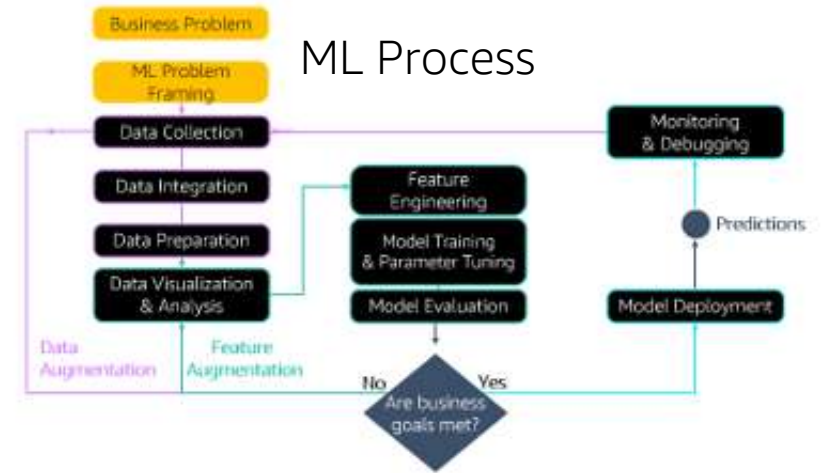 Business Problem
ML Process
ML Problem
Framing
Data Collection
Monitoring
& Debugging
Data Integration
Feature
Engineering
Predictions
Data Preparation
Model Training
& Parameter Tuning
Data Visualization
& Analysis
Model Evaluation
Model Deployment
Data
Augmentation
Feature
Augmentation
No
Yes
Are business
goals met?